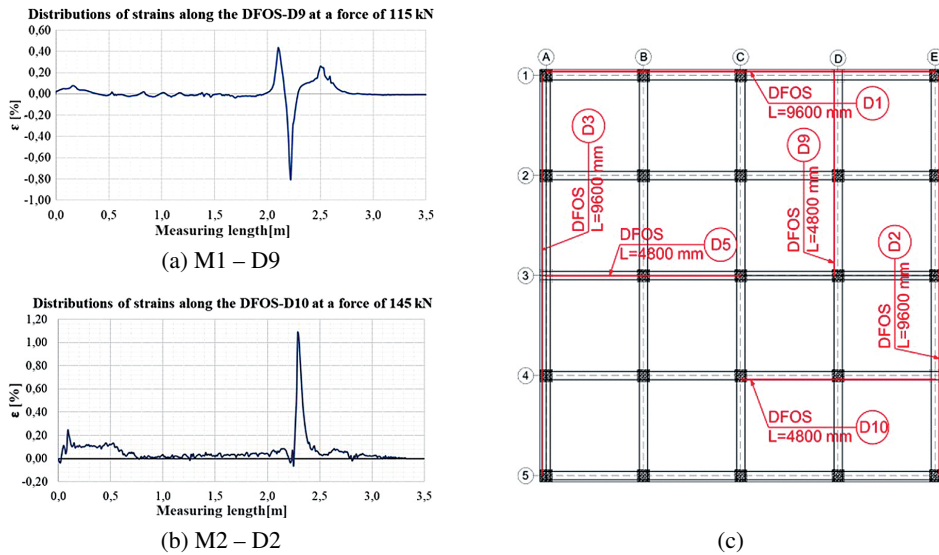 Distributions of strains along the DFOS-D9 at a force of 115 kN
ε [%]
0,60
0,40
0,20
0,00
-0,20
-0,40
-0,60
-0,80
-1,00
0,0 0,5 1,0 1,5 2,0 2,5 3,0 3,5
Measuring length[m]
(a) M1 – D9
Distributions of strains along the DFOS-D10 at a force of 145 kN
ε [%]
1,20
1,00
0,80
0,60
0,40
0,20
0,00
-0,20
0,0 0,5 1,0 1,5 2,0 2,5 3,0 3,5
Measuring length[m]
(b) M2 – D2
A B C D E
1
2
3
4
5
DFOS
L=9600 mm
D1
DFOS
L=9600 mm
D3
DFOS
L=4800 mm
D9
DFOS
L=4800 mm
D5
DFOS
L=9600 mm
D2
DFOS
L=4800 mm
D10
(c)